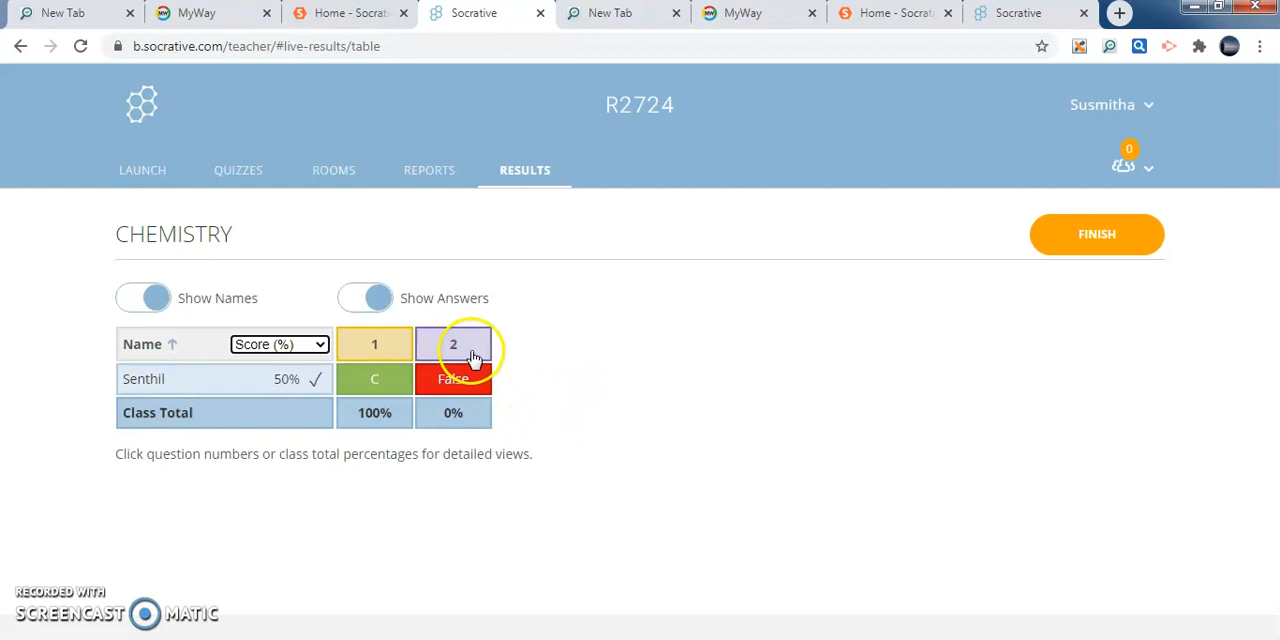 New Tab
MyWay
Home - Socrati
Socrative
New Tab
MyWay
Home - Socrati
Socrative
b.socrative.com/teacher/#live-results/table
R2724
Susmitha
0
LAUNCH
QUIZZES
ROOMS
REPORTS
RESULTS
CHEMISTRY
FINISH
Show Names
Show Answers
Name
Score (%)
1
2
Senthil
50%
C
False
Class Total
100%
0%
Click question numbers or class total percentages for detailed views.
RECORDED WITH
SCREENCAST MATIC